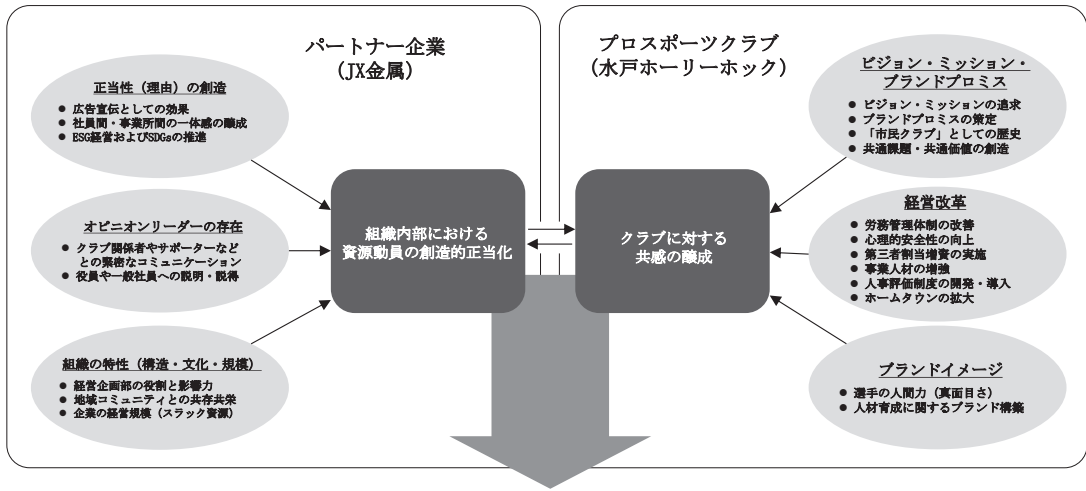 パートナー企業
（JX金属）
正当性（理由）の創造
● 広告宣伝としての効果
● 社員間・事業所間の一体感の醸成
● ESG経営およびSDGsの推進
オピニオンリーダーの存在
● クラブ関係者やサポーターなど
との緊密なコミュニケーション
● 役員や一般社員への説明・説得
組織の特性（構造・文化・規模）
● 経営企画部の役割と影響力
● 地域コミュニティとの共存共栄
● 企業の経営規模（スラック資源）
組織内部における
資源動員の創造的正当化
プロスポーツクラブ
（水戸ホーリーホック）
クラブに対する
共感の醸成
ビジョン・ミッション・
ブランドプロミス
● ビジョン・ミッションの追求
● ブランドプロミスの策定
● 「市民クラブ」としての歴史
● 共通課題・共通価値の創造
経営改革
● 労務管理体制の改善
● 心理的安全性の向上
● 第三者割当増資の実施
● 事業人材の増強
● 人事評価制度の開発・導入
● ホームタウンの拡大
ブランドイメージ
● 選手の人間力（真面目さ）
● 人材育成に関するブランド構築